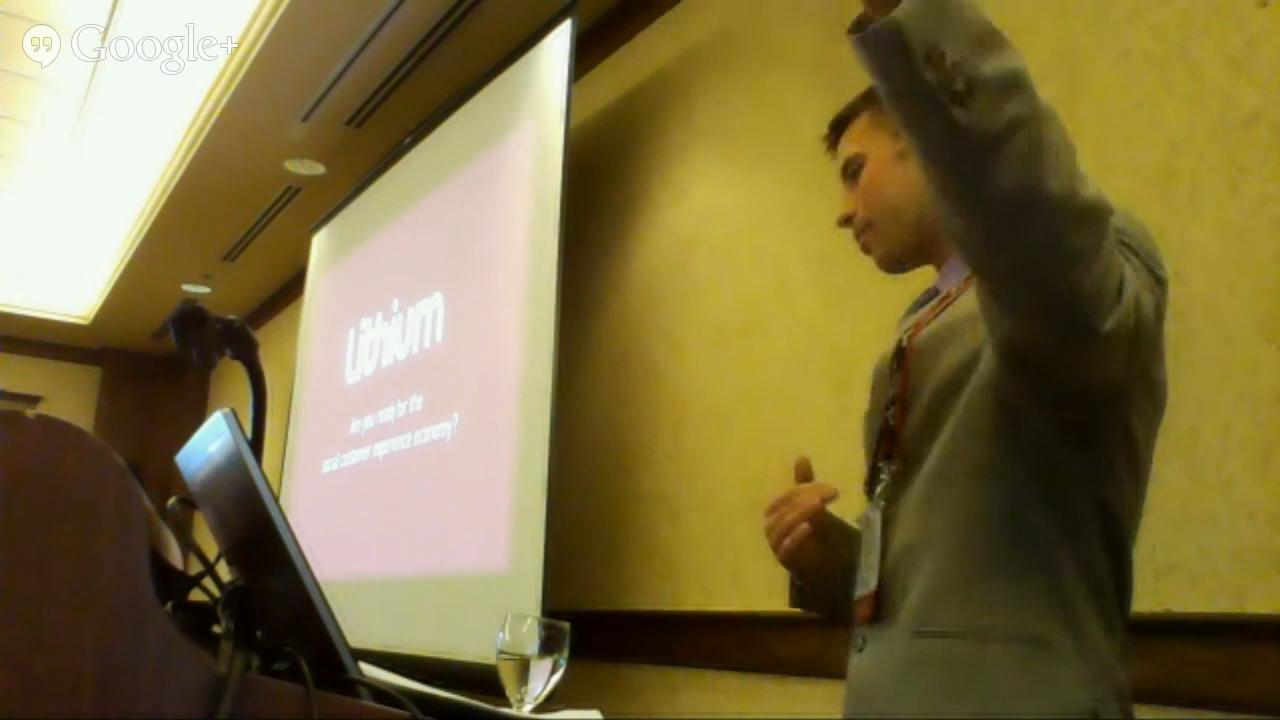 Google+
Lithium
Are you ready for the
social customer experience economy?